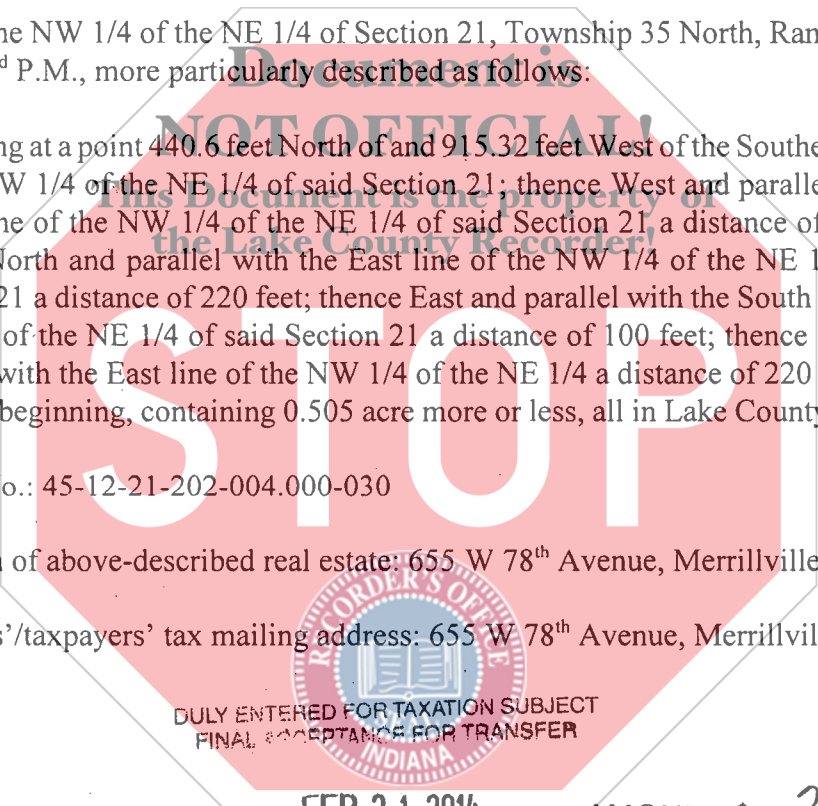 he NW 1/4 of the NE 1/4 of Section 21, Township 35 North, Ran
d P.M., more particularly described as follows:
Document is
NOT OFFICIAL!
This Document is the property of
the Lake County Recorder!
ng at a point 440.6 feet North of and 915.32 feet West of the Southe
W 1/4 of the NE 1/4 of said Section 21; thence West and paralle
ne of the NW 1/4 of the NE 1/4 of said Section 21 a distance of
North and parallel with the East line of the NW 1/4 of the NE 1
21 a distance of 220 feet; thence East and parallel with the South
of the NE 1/4 of said Section 21 a distance of 100 feet; thence
with the East line of the NW 1/4 of the NE 1/4 a distance of 220
beginning, containing 0.505 acre more or less, all in Lake County
STOP
o.: 45-12-21-202-004.000-030
n of above-described real estate: 655 W 78th Avenue, Merrillville
s'/taxpayers' tax mailing address: 655 W 78th Avenue, Merrillvil
RECORDER'S OFFICE
INDIANA
DULY ENTERED FOR TAXATION SUBJECT
FINAL ACCEPTANCE FOR TRANSFER
FEB 21 2014